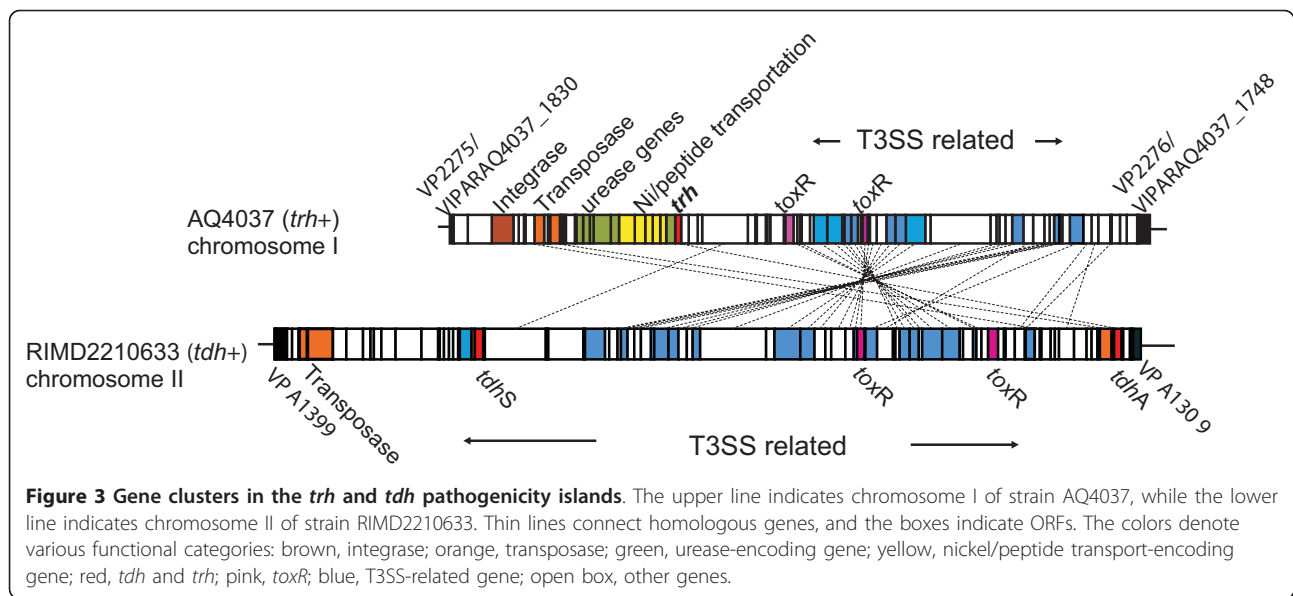 VP2275/
VIPARAQ4037_1830
Integrase
Transposase
urease genes
Ni/peptide transportation
trh
toxR
T3SS related
toxR
VP2276/
VIPARAQ4037_1748
AQ4037 (trh+)
chromosome I
RIMD2210633 (tdh+)
chromosome II
VPA1399
Transposase
tdhS
toxR
toxR
tdhA
VPA1309
T3SS related
Figure 3 Gene clusters in the trh and tdh pathogenicity islands. The upper line indicates chromosome I of strain AQ4037, while the lower
line indicates chromosome II of strain RIMD2210633. Thin lines connect homologous genes, and the boxes indicate ORFs. The colors denote
various functional categories: brown, integrase; orange, transposase; green, urease-encoding gene; yellow, nickel/peptide transport-encoding
gene; red, tdh and trh; pink, toxR; blue, T3SS-related gene; open box, other genes.